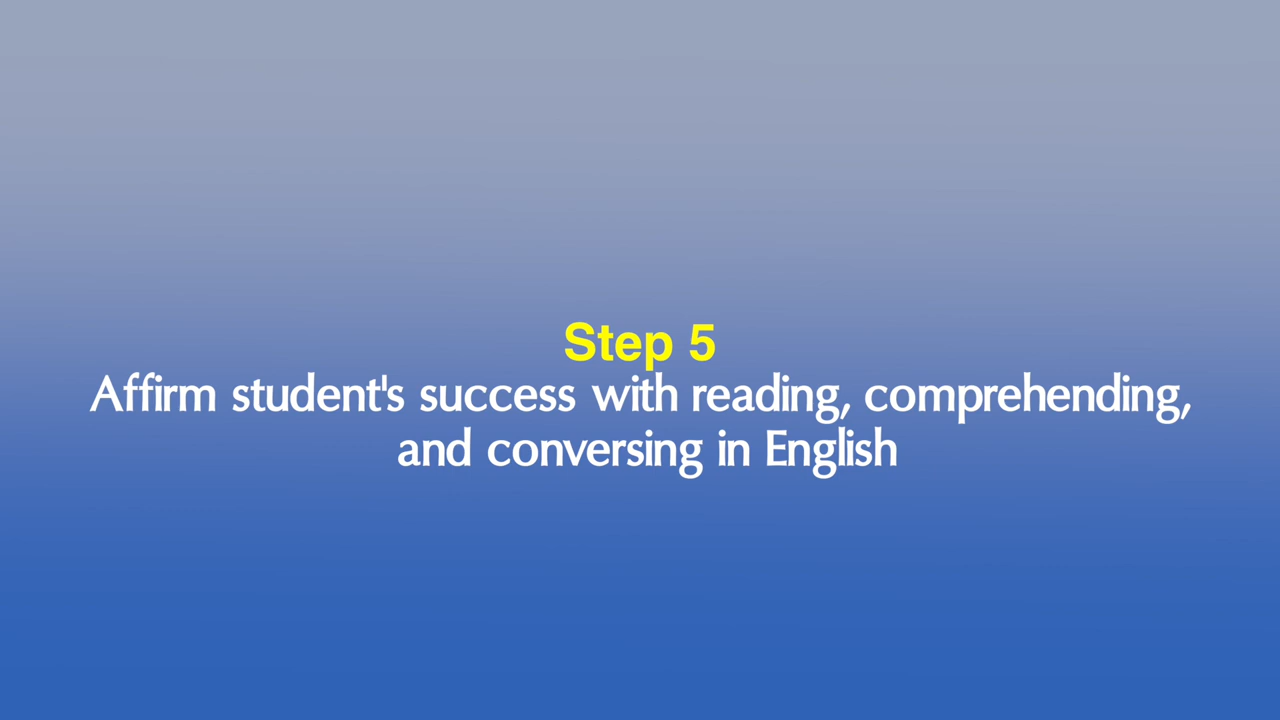 Step 5
Affirm student's success with reading, comprehending,
and conversing in English